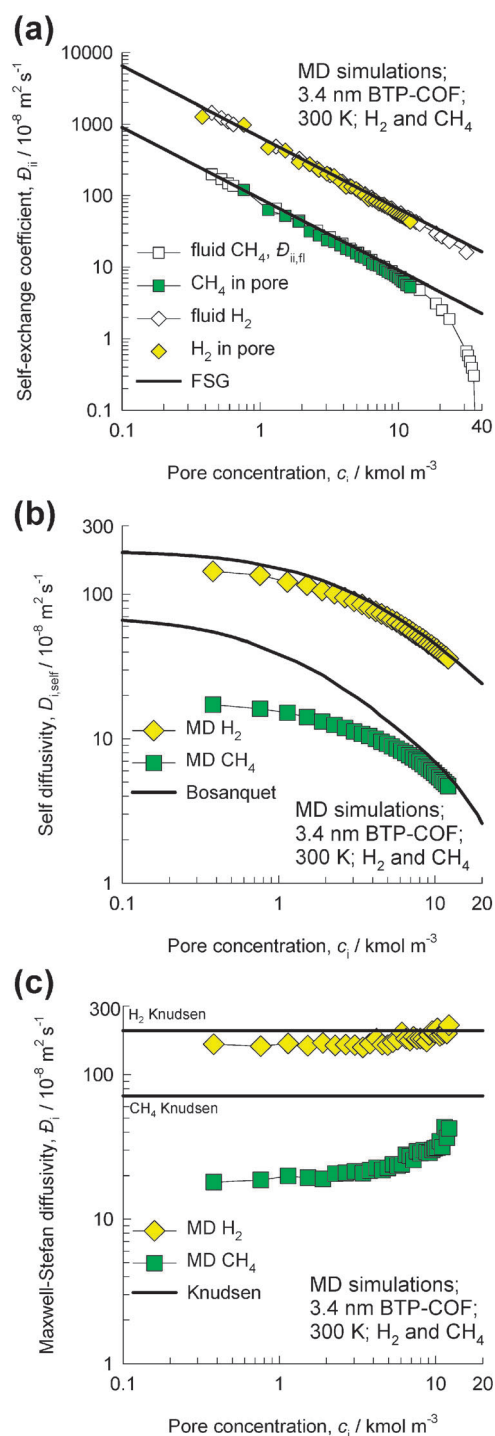 (a)
10000
1000
100
10
1
0.1
Self-exchange coefficient, Đii / 10-8 m2 s-1
MD simulations;
3.4 nm BTP-COF;
300 K; H2 and CH4
fluid CH4, Đii,fl
CH4 in pore
fluid H2
H2 in pore
FSG
0.1
1
10
40
Pore concentration, ci / kmol m-3
(b)
300
100
10
1
Self diffusivity, Di,self / 10-8 m2 s-1
MD H2
MD CH4
Bosanquet
MD simulations;
3.4 nm BTP-COF;
300 K; H2 and CH4
0.1
1
10
20
Pore concentration, ci / kmol m-3
(c)
300
100
10
1
Maxwell-Stefan diffusivity, Đi / 10-8 m2 s-1
H2 Knudsen
CH4 Knudsen
MD H2
MD CH4
Knudsen
MD simulations;
3.4 nm BTP-COF;
300 K; H2 and CH4
0.1
1
10
20
Pore concentration, ci / kmol m-3